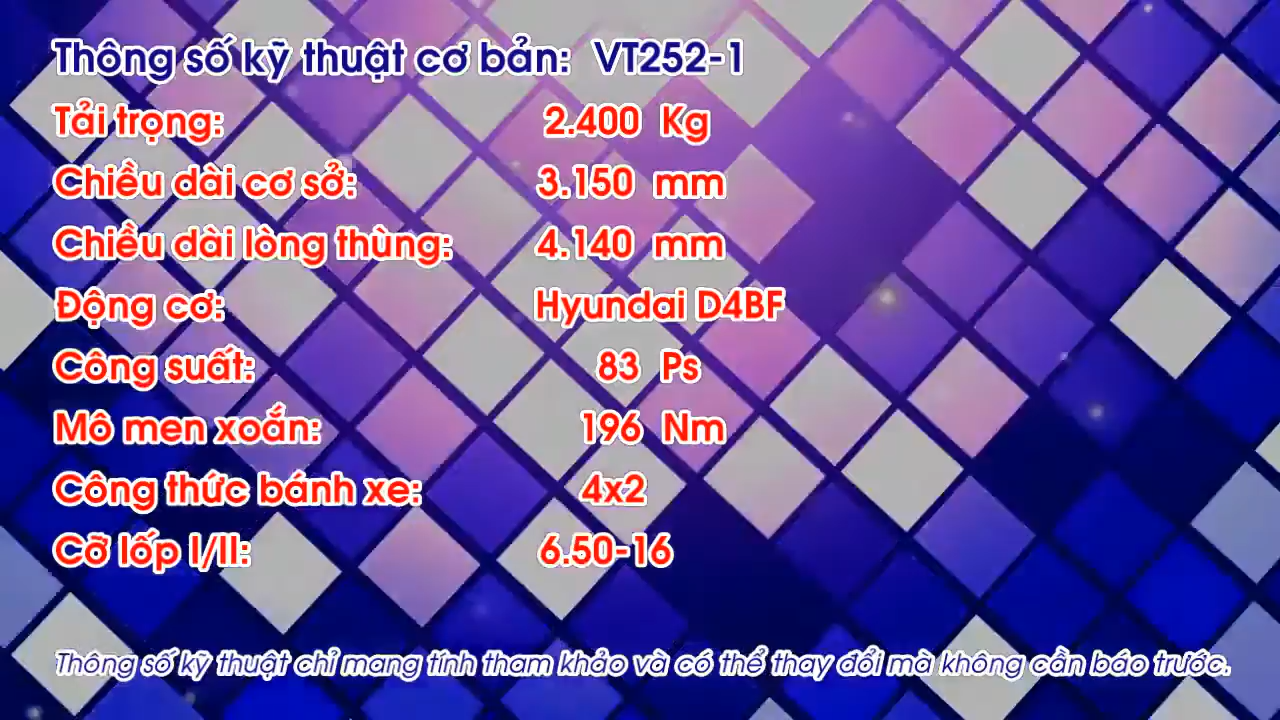 Thông số kỹ thuật cơ bản: VT252-1
Tải trọng: 2.400 Kg
Chiều dài cơ sở: 3.150 mm
Chiều dài lòng thùng: 4.140 mm
Động cơ: Hyundai D4BF
Công suất: 83 Ps
Mô men xoắn: 196 Nm
Công thức bánh xe: 4x2
Cỡ lốp I/II: 6.50-16
Thông số kỹ thuật chỉ mang tính tham khảo và có thể thay đổi mà không cần báo trước.